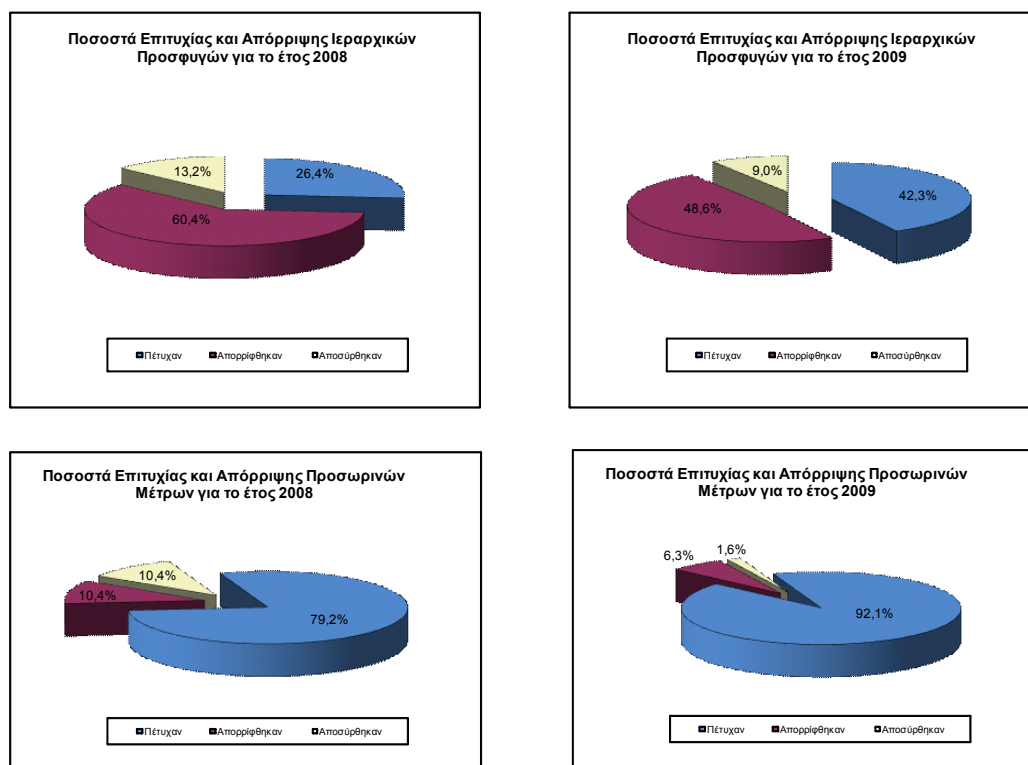 Ποσοστά Επιτυχίας και Απόρριψης Ιεραρχικών
Προσφυγών για το έτος 2008
13,2%
26,4%
60,4%
Πέτυχαν Απορρίφθηκαν Αποσύρθηκαν
Ποσοστά Επιτυχίας και Απόρριψης Ιεραρχικών
Προσφυγών για το έτος 2009
9,0%
42,3%
48,6%
Πέτυχαν Απορρίφθηκαν Αποσύρθηκαν
Ποσοστά Επιτυχίας και Απόρριψης Προσωρινών
Μέτρων για το έτος 2008
10,4%
10,4%
79,2%
Πέτυχαν Απορρίφθηκαν Αποσύρθηκαν
Ποσοστά Επιτυχίας και Απόρριψης Προσωρινών
Μέτρων για το έτος 2009
6,3%
1,6%
92,1%
Πέτυχαν Απορρίφθηκαν Αποσύρθηκαν